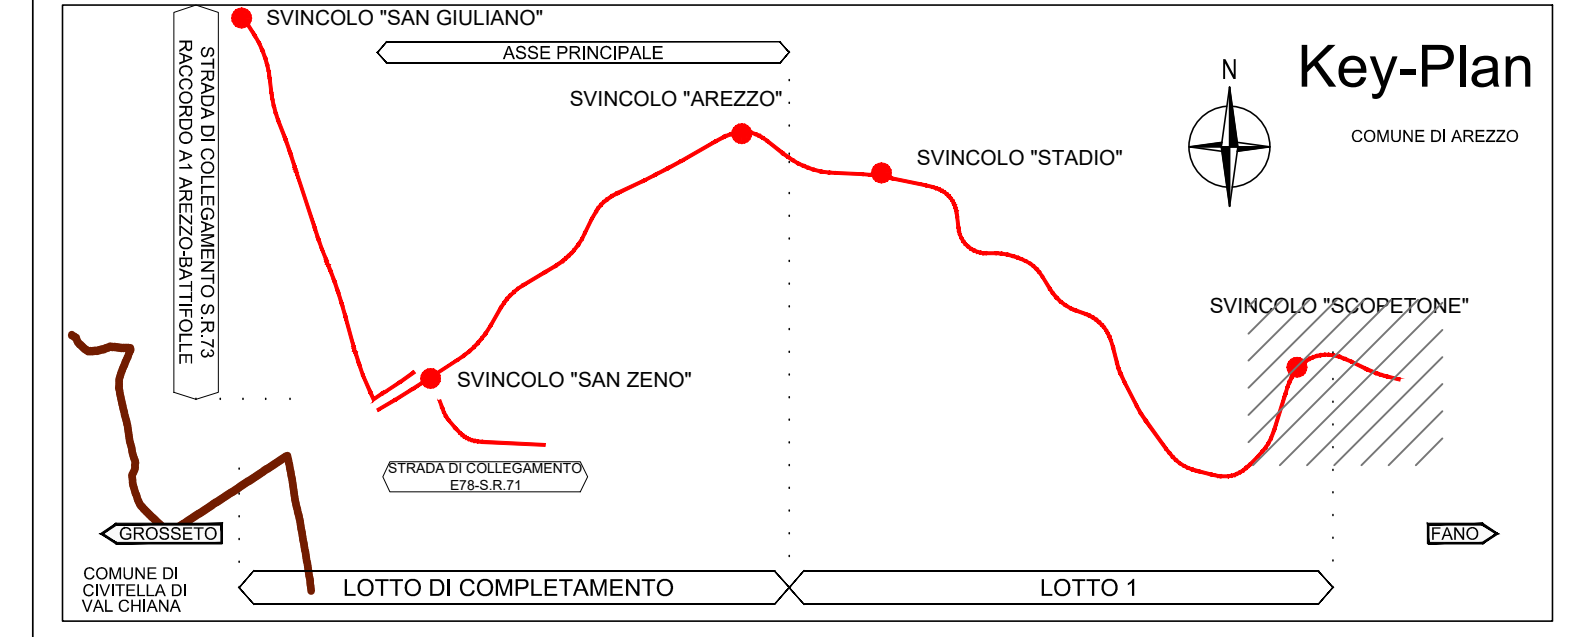 SVINCOLO "SAN GIULIANO"
ASSE PRINCIPALE
Key-Plan
N
SVINCOLO "AREZZO"
COMUNE DI AREZZO
SVINCOLO "STADIO"
STRADA DI COLLEGAMENTO S.R.73
RACCORDO A1 AREZZO-BATTIFOLLE
SVINCOLO "SCOPETONE"
SVINCOLO "SAN ZENO"
STRADA DI COLLEGAMENTO
E78-S.R.71
GROSSETO
FANO
COMUNE DI
CIVITELLA DI
VAL CHIANA
LOTTO DI COMPLETAMENTO
LOTTO 1